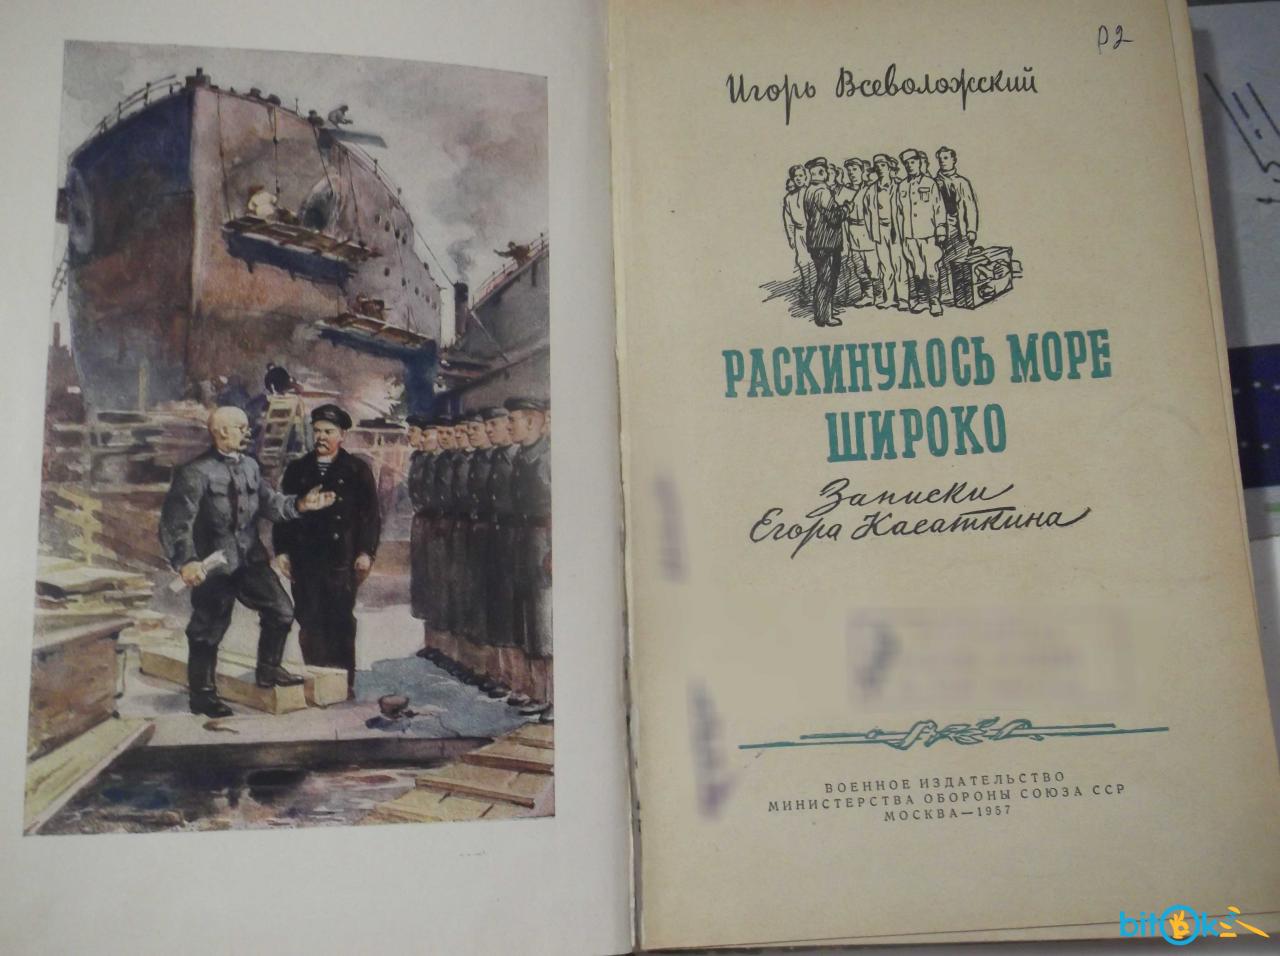 р2
Игорь Всеволожский
РАСКИНУЛОСЬ МОРЕ
ШИРОКО
Записки
Егора Касаткина
ВОЕННОЕ ИЗДАТЕЛЬСТВО
МИНИСТЕРСТВА ОБОРОНЫ СОЮЗА ССР
МОСКВА—1957
bitOk